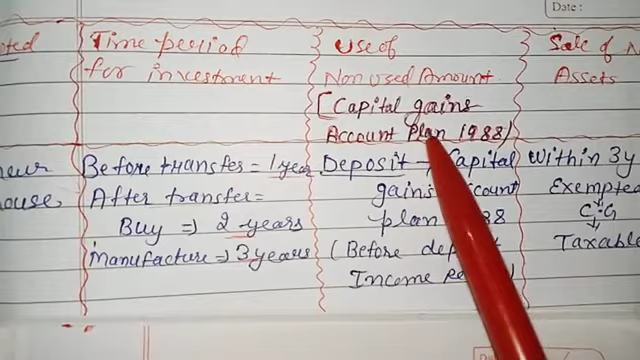 Date :
Time period
for investment
Use of
Non Used Amount
[Capital gains
Account Plan 1988)
Sale of
Assets
Before transfer = 1 year
After transfer =
Buy => 2 years
Manufacture => 3 years
Deposit → Capital
gains Account
plan 88
(Before
Income
Within 3 y
Exempted
C.G
Taxable